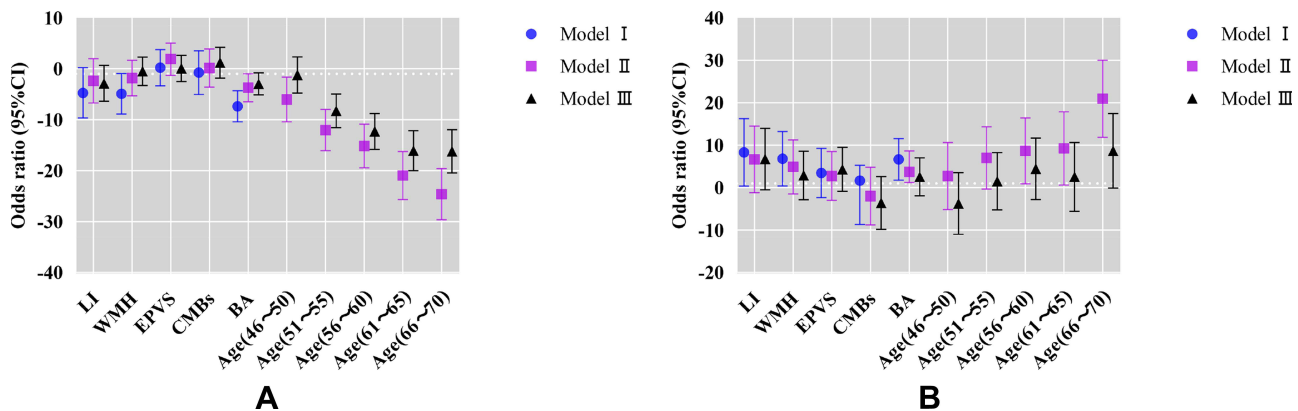 Odds ratio (95%CI)
10
0
-10
-20
-30
-40
LI
WMH
EPVS
CMBs
BA
Age(46~50)
Age(51~55)
Age(56~60)
Age(61~65)
Age(66~70)
Model Ⅰ
Model Ⅱ
Model Ⅲ
A
Odds ratio (95%CI)
40
30
20
10
0
-10
20
LI
WMH
EPVS
CMBs
BA
Age(46~50)
Age(51~55)
Age(56~60)
Age(61~65)
Age(66~70)
Model Ⅰ
Model Ⅱ
Model Ⅲ
B